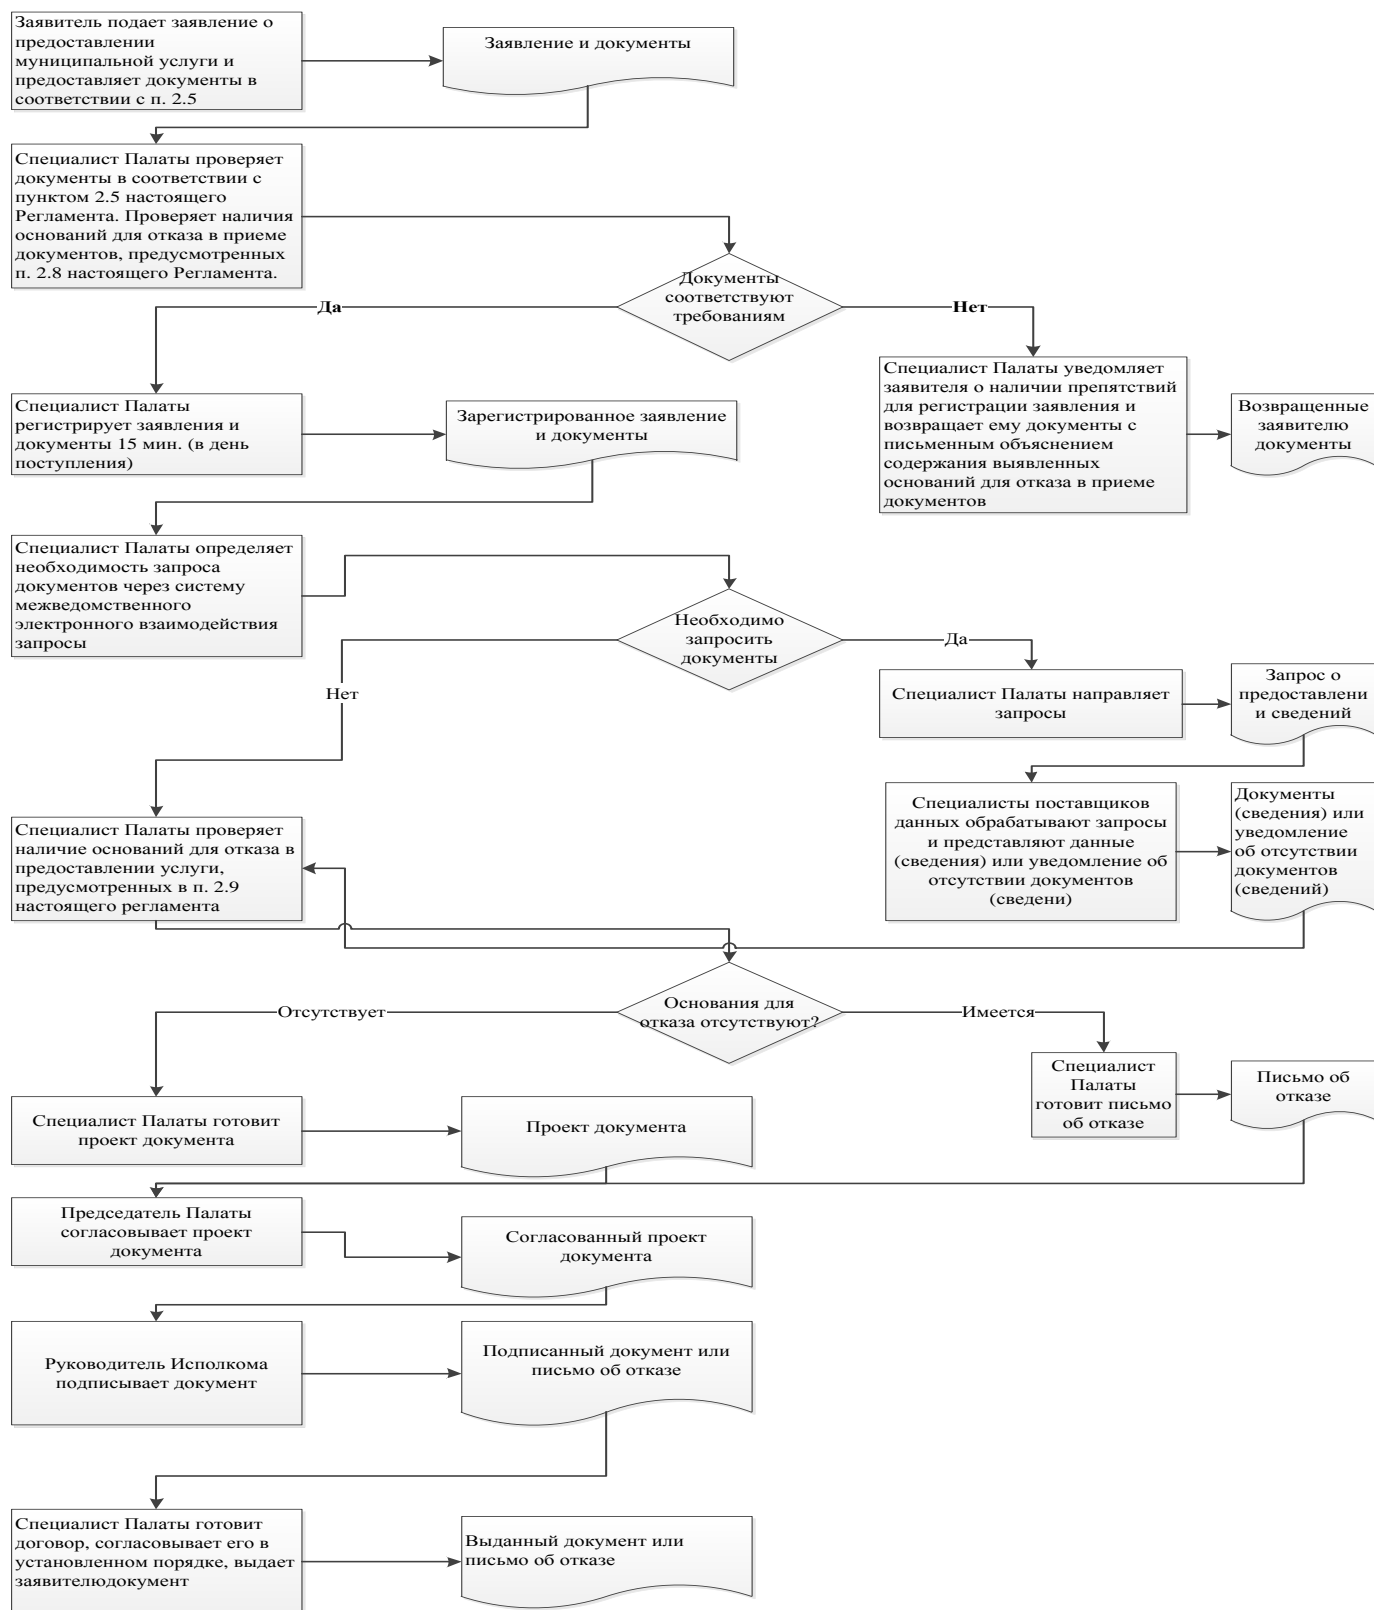 Заявитель подает заявление о
предоставлении
муниципальной услуги и
предоставляет документы в
соответствии с п. 2.5
Заявление и документы
Специалист Палаты проверяет
документы в соответствии с
пунктом 2.5 настоящего
Регламента. Проверяет наличия
оснований для отказа в приеме
документов, предусмотренных
п. 2.8 настоящего Регламента.
Документы
соответствуют
требованиям
Да
Нет
Специалист Палаты
регистрирует заявления и
документы 15 мин. (в день
поступления)
Зарегистрированное заявление
и документы
Специалист Палаты уведомляет
заявителя о наличии препятствий
для регистрации заявления и
возвращает ему документы с
письменным объяснением
содержания выявленных
оснований для отказа в приеме
документов
Возвращенные
заявителю
документы
Специалист Палаты определяет
необходимость запроса
документов через систему
межведомственного
электронного взаимодействия
запросы
Необходимо
запросить
документы
Да
Нет
Специалист Палаты направляет
запросы
Запрос о
предоставлени
и сведений
Специалисты поставщиков
данных обрабатывают запросы
и представляют данные
(сведения) или уведомление об
отсутствии документов
(сведени)
Документы
(сведения) или
уведомление
об отсутствии
документов
(сведений)
Специалист Палаты проверяет
наличие оснований для отказа в
предоставлении услуги,
предусмотренных в п. 2.9
настоящего регламента
Основания для
отказа отсутствуют?
Отсутствует
Имеется
Специалист
Палаты
готовит письмо
об отказе
Письмо об
отказе
Специалист Палаты готовит
проект документа
Проект документа
Председатель Палаты
согласовывает проект
документа
Согласованный проект
документа
Руководитель Исполкома
подписывает документ
Подписанный документ или
письмо об отказе
Специалист Палаты готовит
договор, согласовывает его в
установленном порядке, выдает
заявителюдокумент
Выданный документ или
письмо об отказе